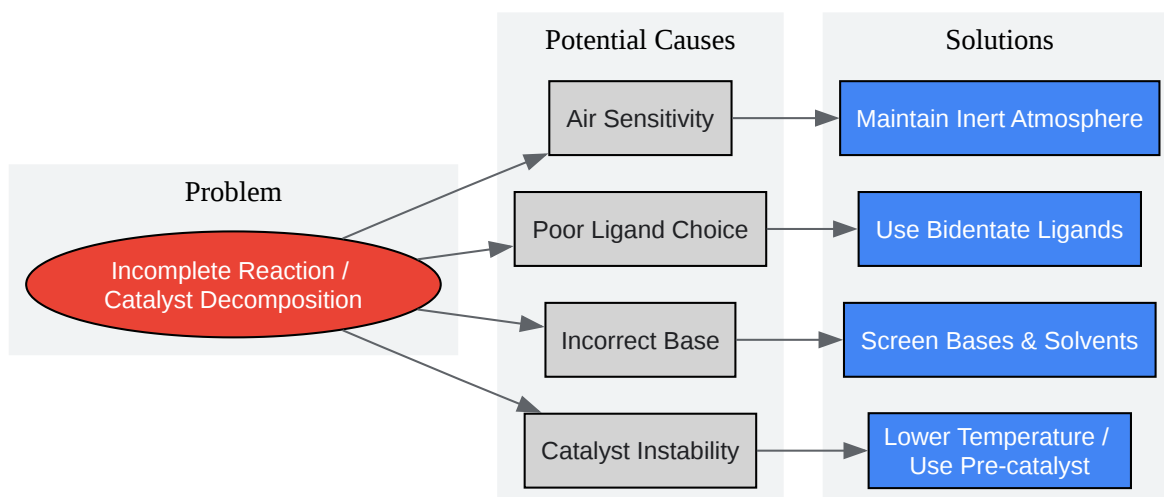 Problem
Incomplete Reaction /
Catalyst Decomposition
Potential Causes
Air Sensitivity
Poor Ligand Choice
Incorrect Base
Catalyst Instability
Solutions
Maintain Inert Atmosphere
Use Bidentate Ligands
Screen Bases & Solvents
Lower Temperature /
Use Pre-catalyst